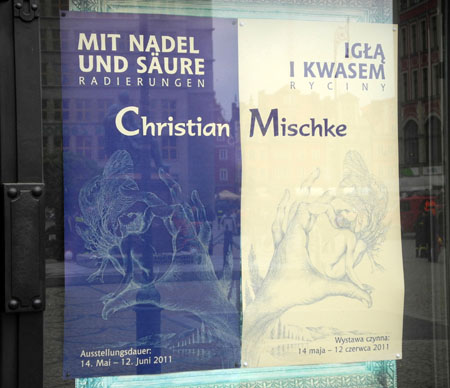 MIT NADEL
UND SÄURE
RADIERUNGEN
IGŁĄ
I KWASEM
RYCINY
Christian Mischke
Ausstellungsdauer:
14. Mai – 12. Juni 2011
Wystawa czynna:
14 maja – 12 czerwca 2011